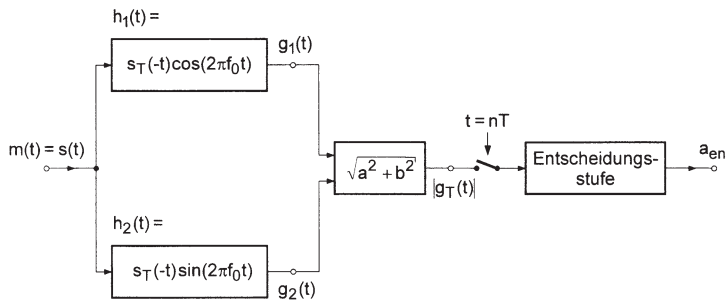 h₁(t) =
s_T(-t)cos(2πf₀t)
g₁(t)
m(t) = s(t)
t = nT
√(a² + b²)
|g_T(t)|
Entscheidungs-
stufe
a_en
h₂(t) =
s_T(-t)sin(2πf₀t)
g₂(t)